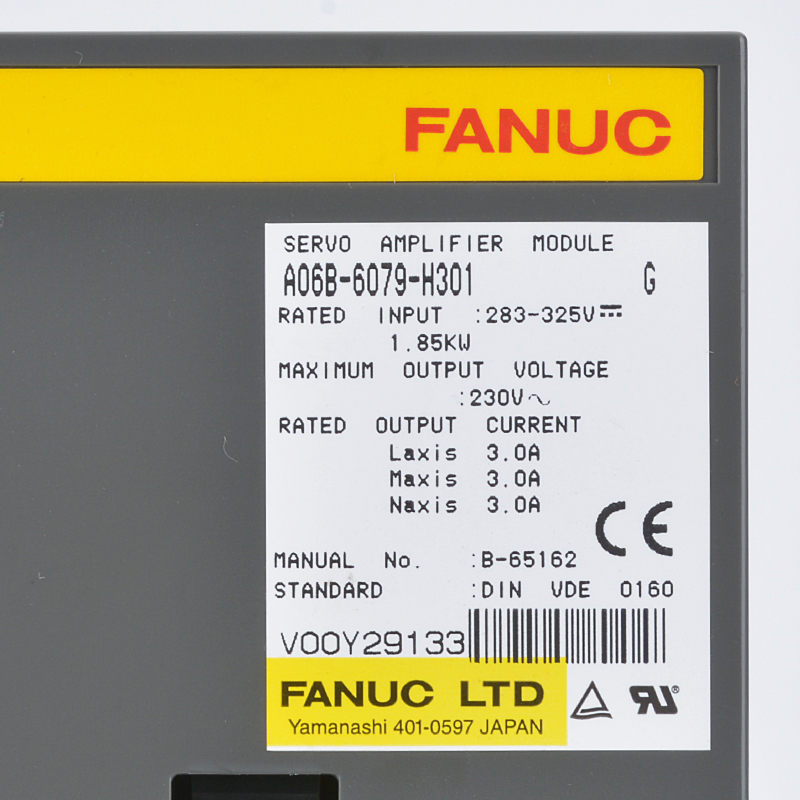 FANUC
SERVO AMPLIFIER MODULE
A06B-6079-H301 G
RATED INPUT :283-325V⎓
1.85KW
MAXIMUM OUTPUT VOLTAGE
:230V~
RATED OUTPUT CURRENT
Laxis 3.0A
Maxis 3.0A
Naxis 3.0A
CE
MANUAL No. :B-65162
STANDARD :DIN VDE 0160
V00Y29133
FANUC LTD
Yamanashi 401-0597 JAPAN